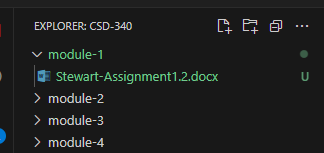 EXPLORER: CSD-340
module-1
Stewart-Assignment1.2.docx U
module-2
module-3
module-4